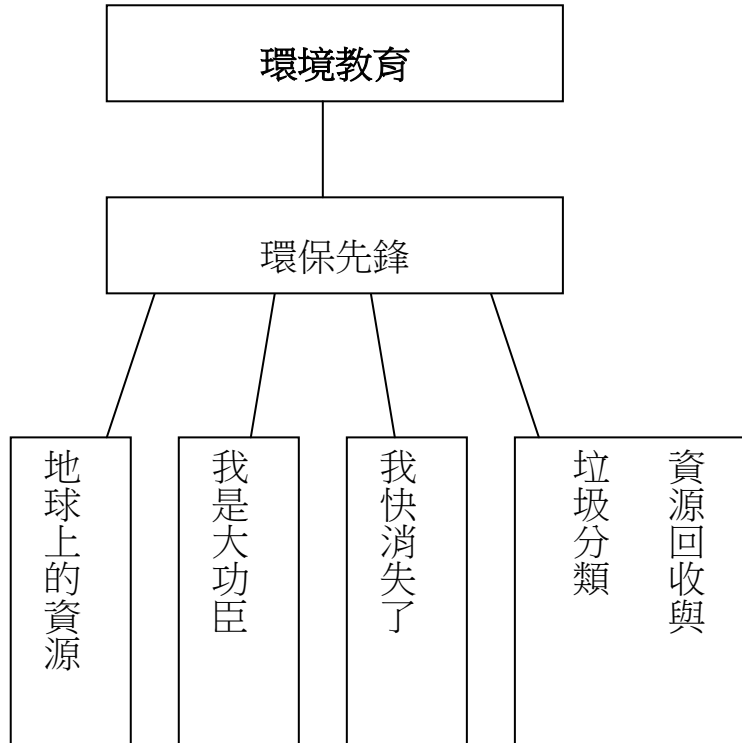 環境教育
環保先鋒
地球上的資源
我是大功臣
我快消失了
資源回收與
垃圾分類